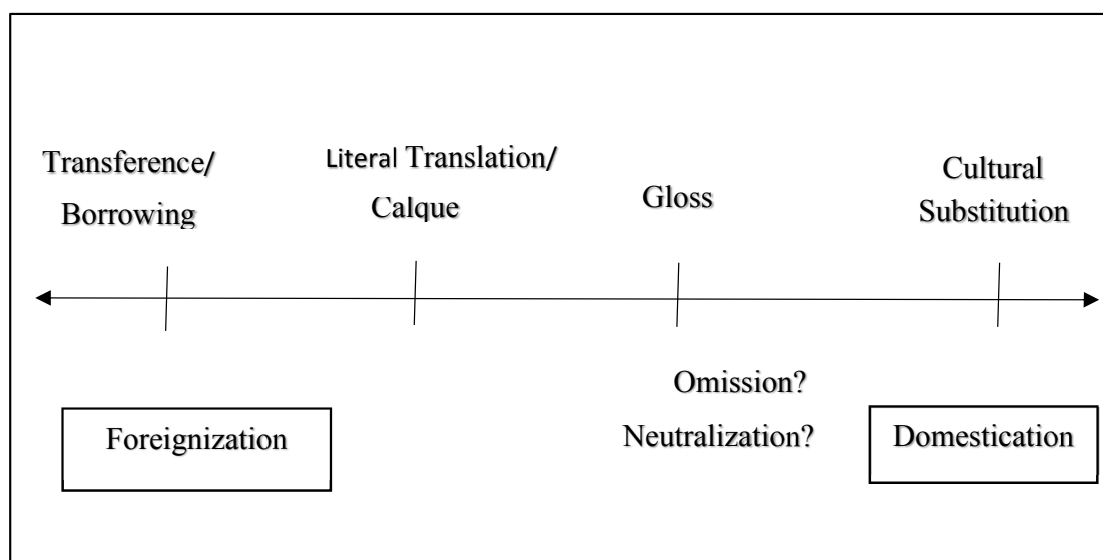 Transference/
Borrowing
Literal Translation/
Calque
Gloss
Cultural
Substitution
Omission?
Neutralization?
Foreignization
Domestication